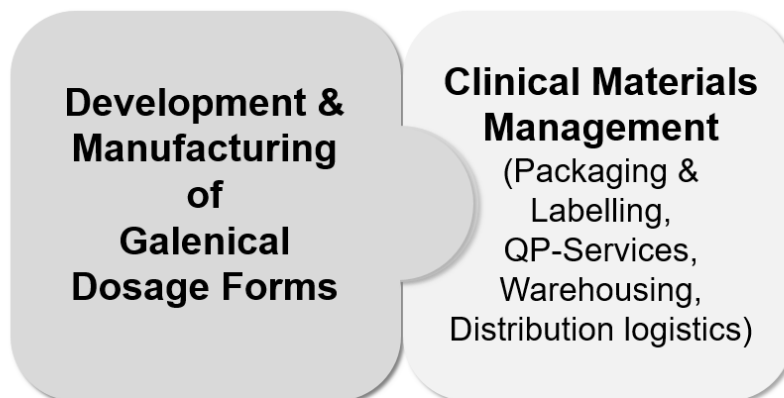 Development &
Manufacturing
of
Galenical
Dosage Forms
Clinical Materials
Management
(Packaging &
Labelling,
QP-Services,
Warehousing,
Distribution logistics)